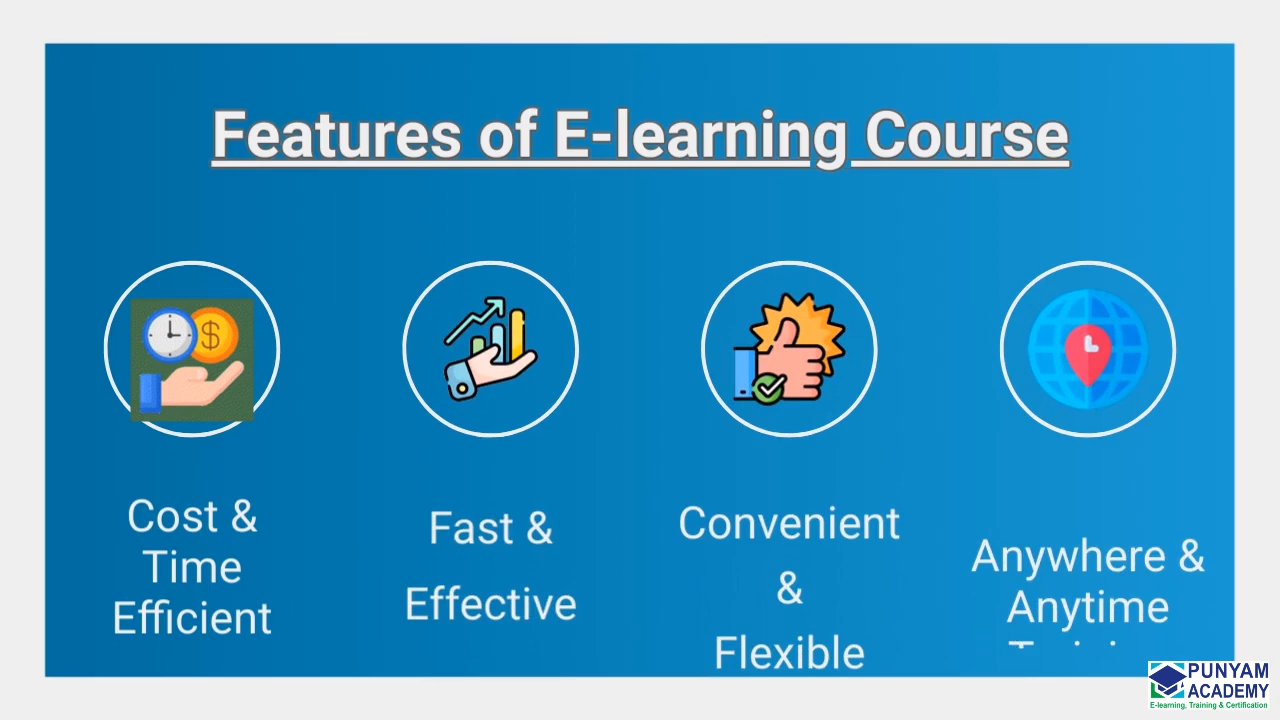 Features of E-learning Course
Cost &
Time
Efficient
Fast &
Effective
Convenient
&
Flexible
Anywhere &
Anytime
PUNYAM
ACADEMY
E-learning, Training & Certification